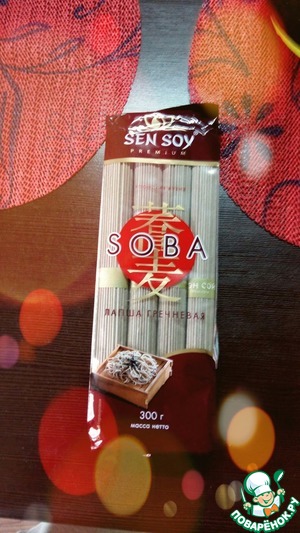 SEN SOY
PREMIUM
蕎麦
SOBA
ЛАПША ГРЕЧНЕВАЯ
300 г
масса нетто
ПОВАРЁНОК.РУ